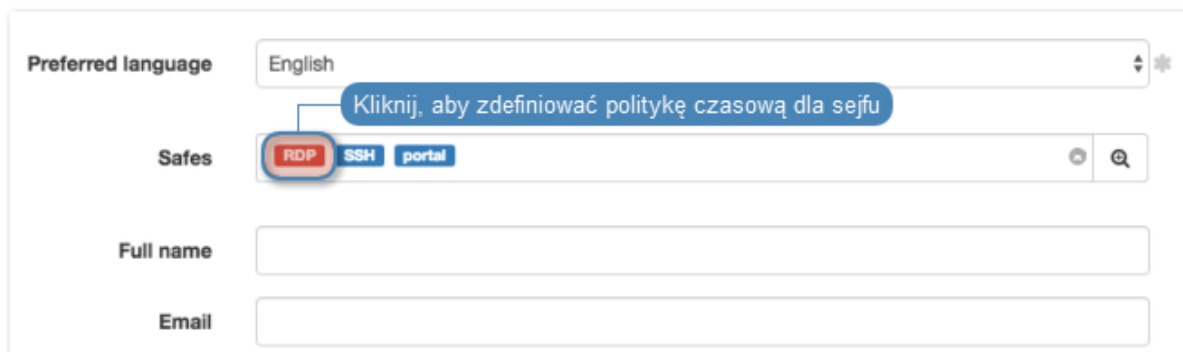 Preferred language English
Kliknij, aby zdefiniować politykę czasową dla sejfu
Safes RDP SSH portal
Full name
Email